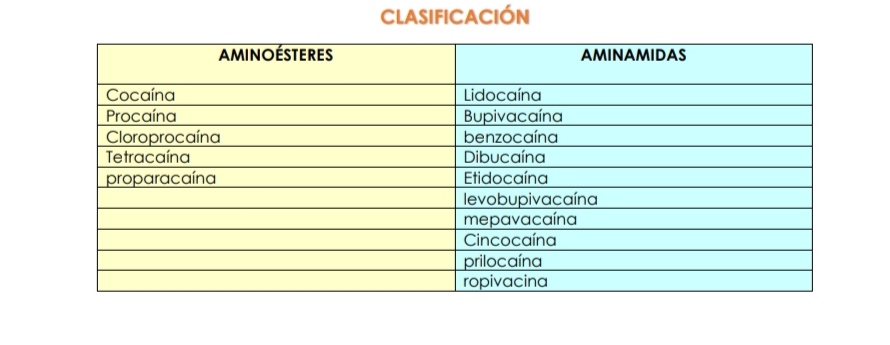 CLASIFICACIÓN
AMINOÉSTERES AMINAMIDAS
Cocaína Lidocaína
Procaína Bupivacaína
Cloroprocaína benzocaína
Tetracaína Dibucaína
proparacaína Etidocaína
levobupivacaína
mepavacaína
Cincocaína
prilocaína
ropivacina